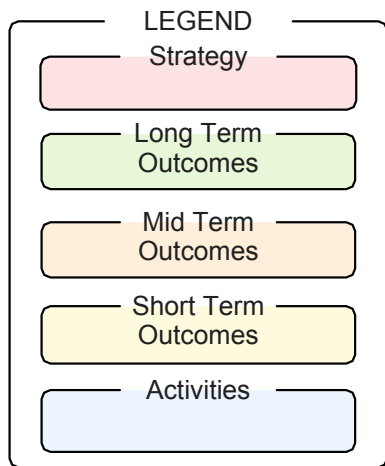 LEGEND
Strategy
Long Term
Outcomes
Mid Term
Outcomes
Short Term
Outcomes
Activities